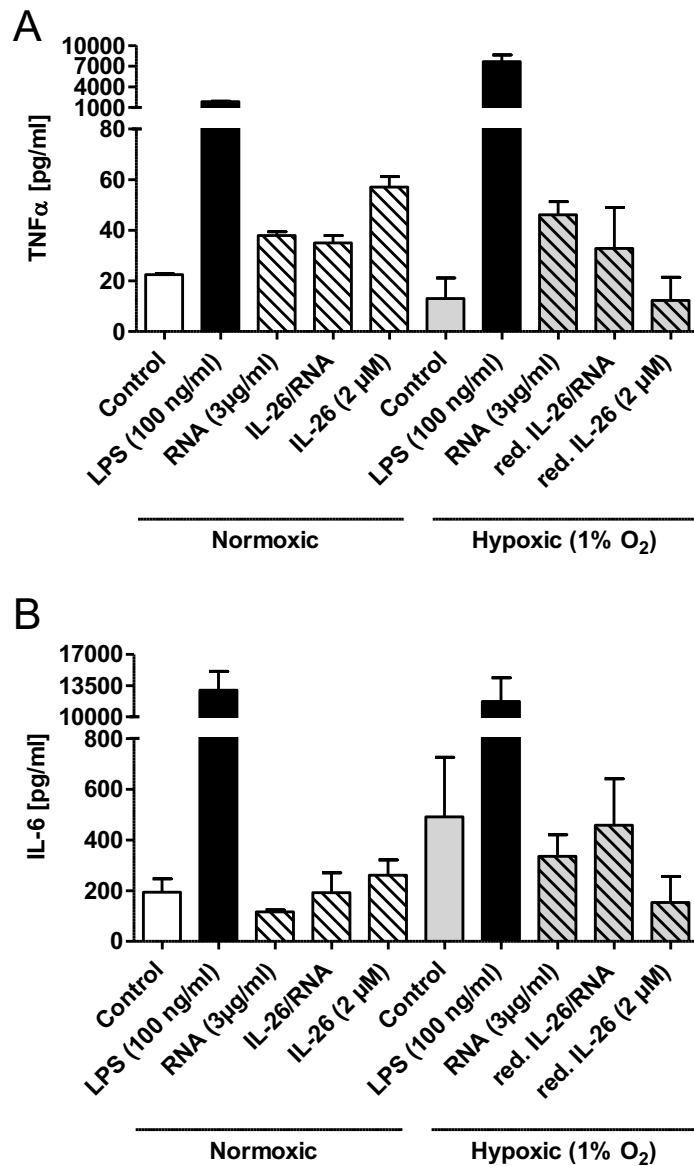 A
TNFα [pg/ml]
10000
7000
4000
1000
80
60
40
20
0
Control
LPS (100 ng/ml)
RNA (3µg/ml)
IL-26/RNA
IL-26 (2 µM)
Control
LPS (100 ng/ml)
RNA (3µg/ml)
red. IL-26/RNA
red. IL-26 (2 µM)
Normoxic
Hypoxic (1% O₂)
B
IL-6 [pg/ml]
17000
13500
10000
800
600
400
200
0
Control
LPS (100 ng/ml)
RNA (3µg/ml)
IL-26/RNA
IL-26 (2 µM)
Control
LPS (100 ng/ml)
RNA (3µg/ml)
red. IL-26/RNA
red. IL-26 (2 µM)
Normoxic
Hypoxic (1% O₂)